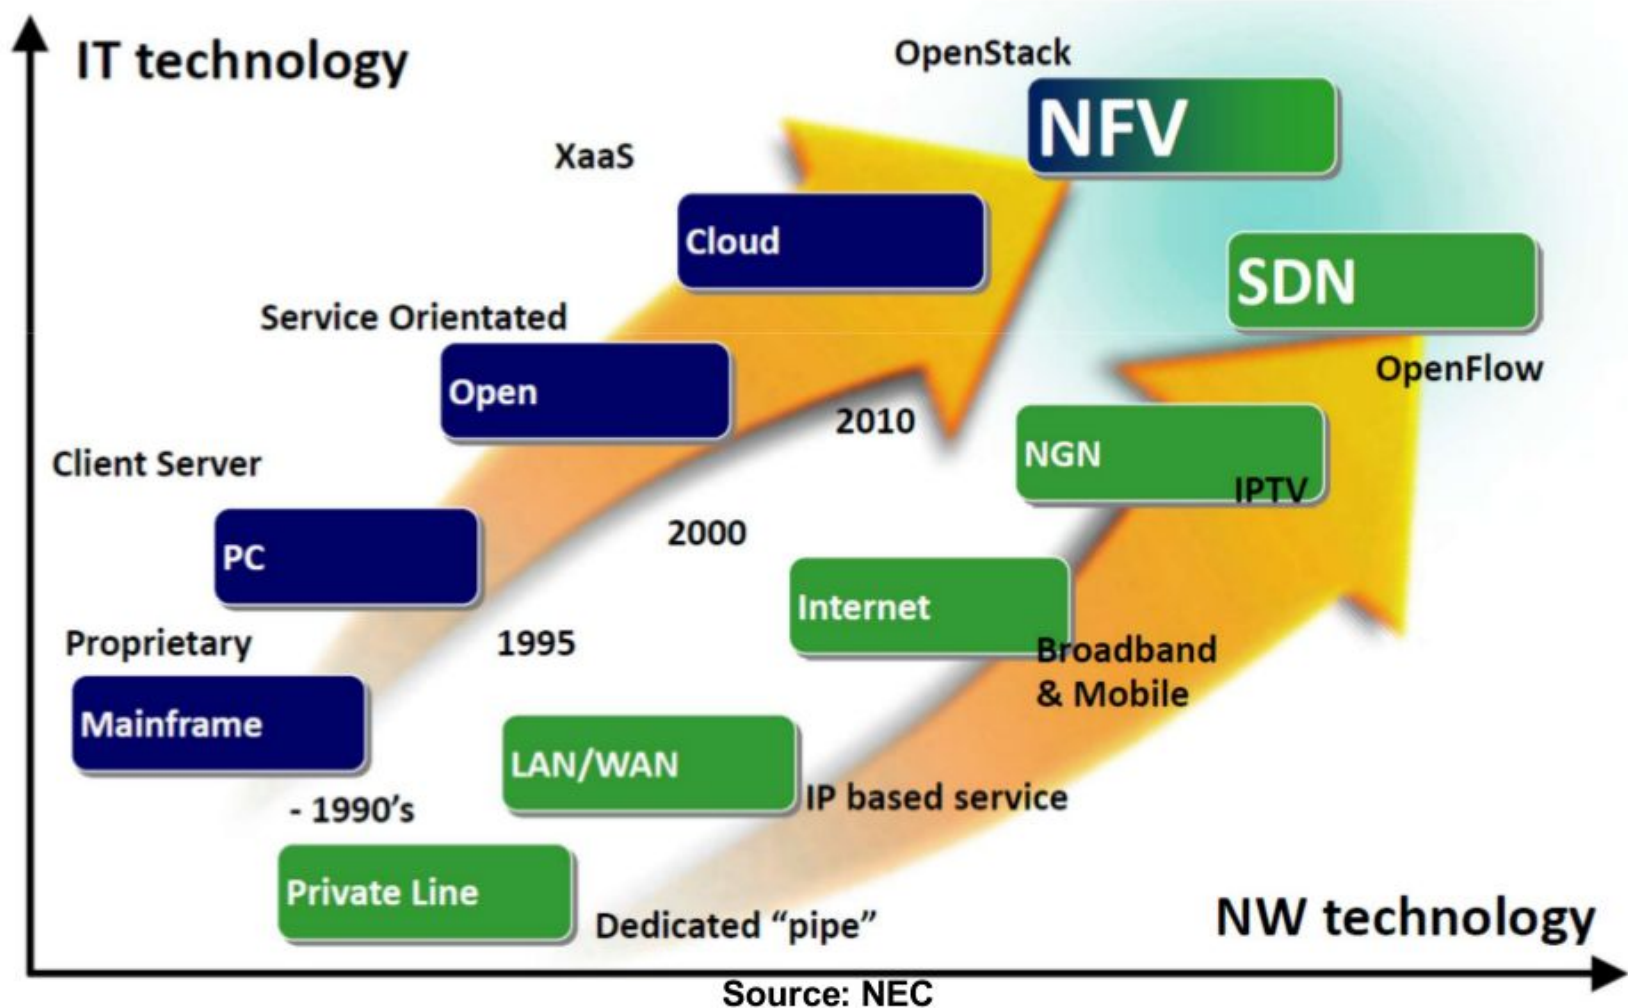 IT technology
OpenStack
NFV
XaaS
Cloud
SDN
Service Orientated
OpenFlow
Open
2010
NGN
IPTV
Client Server
2000
PC
Internet
Proprietary
1995
Broadband
& Mobile
Mainframe
LAN/WAN
- 1990’s
IP based service
Private Line
Dedicated “pipe”
NW technology
Source: NEC